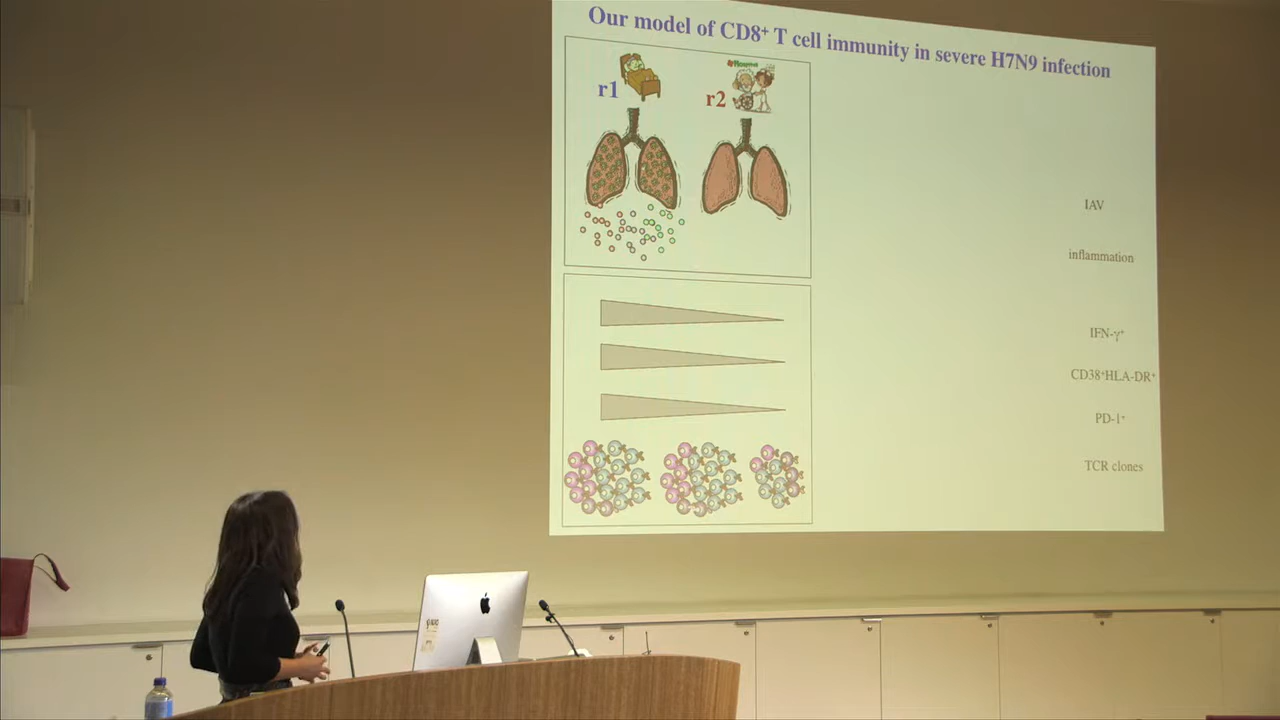 Our model of CD8⁺ T cell immunity in severe H7N9 infection
r1
Hospital
r2
IAV
inflammation
IFN-γ⁺
CD38⁺HLA-DR⁺
PD-1⁺
TCR clones